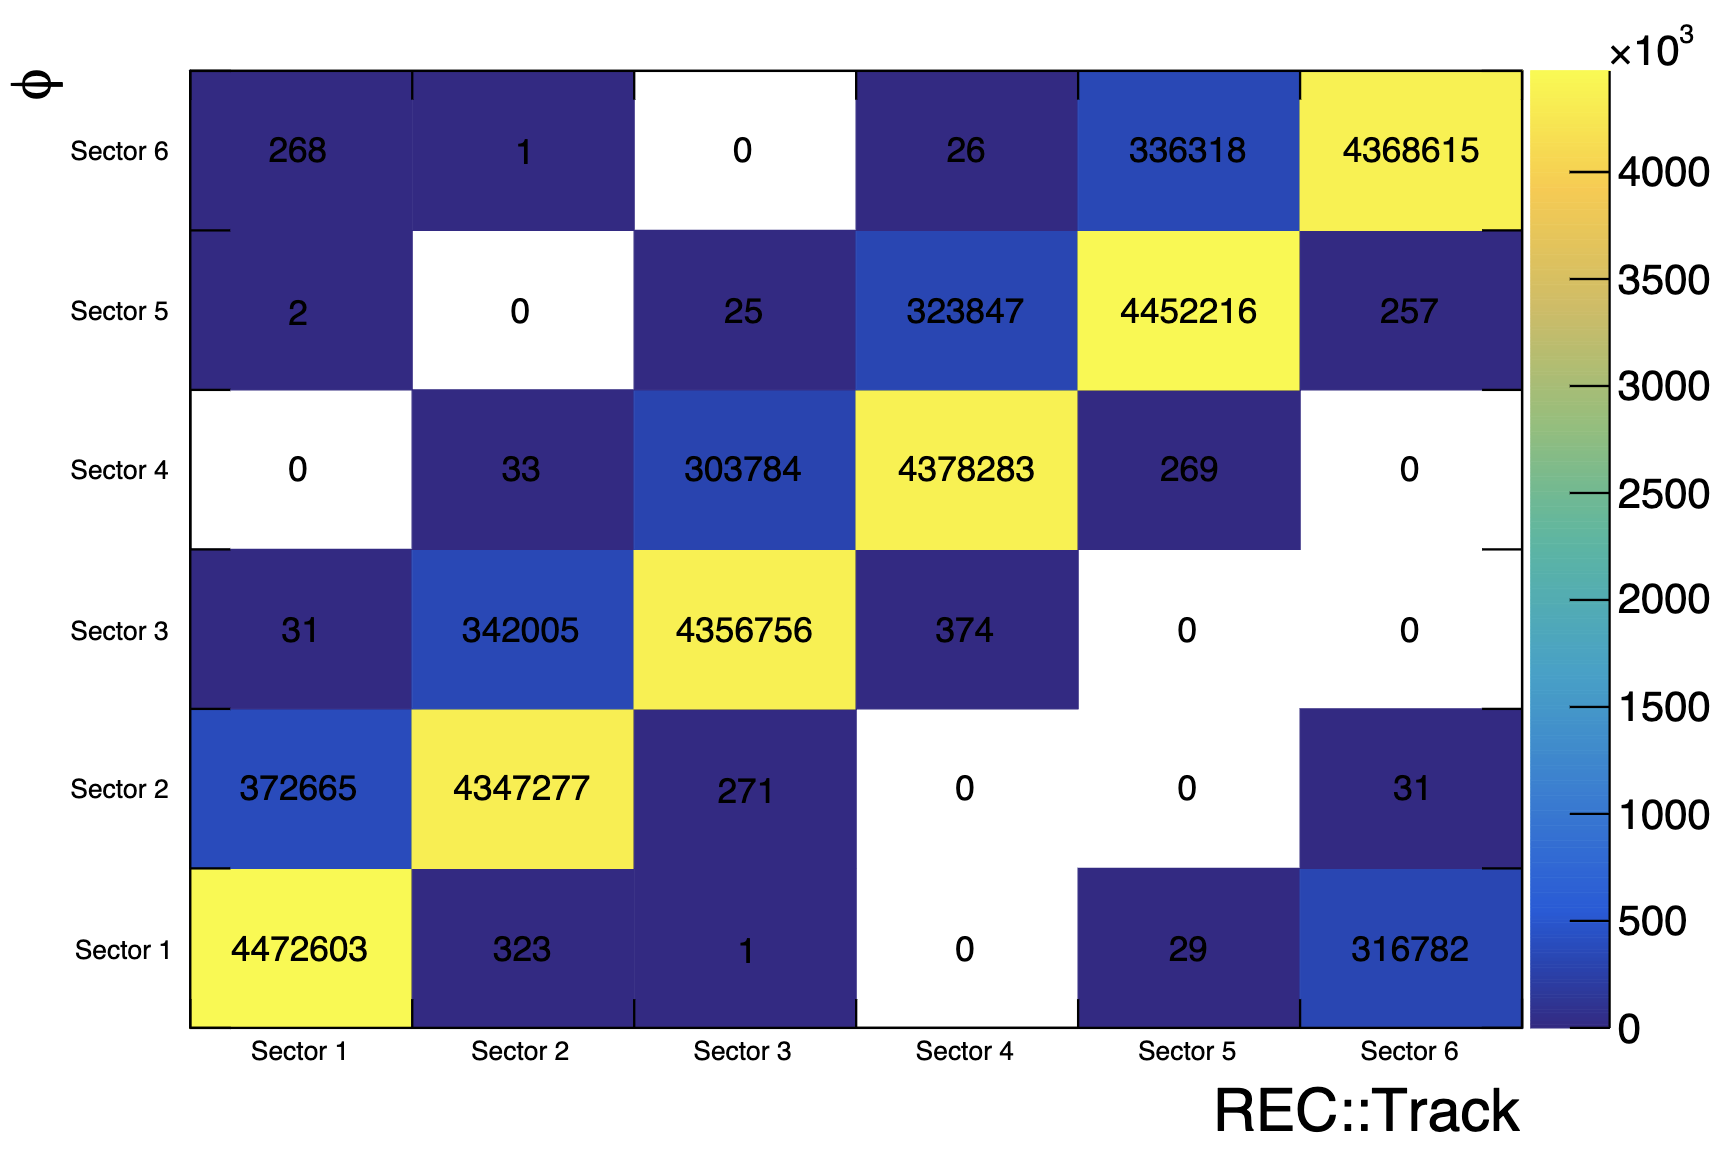 ×10³
ϕ
Sector 6 268 1 0 26 336318 4368615
4000
3500
Sector 5 2 0 25 323847 4452216 257
3000
Sector 4 0 33 303784 4378283 269 0
2500
2000
Sector 3 31 342005 4356756 374 0 0
1500
Sector 2 372665 4347277 271 0 0 31
1000
500
Sector 1 4472603 323 1 0 29 316782
0
Sector 1 Sector 2 Sector 3 Sector 4 Sector 5 Sector 6
REC::Track